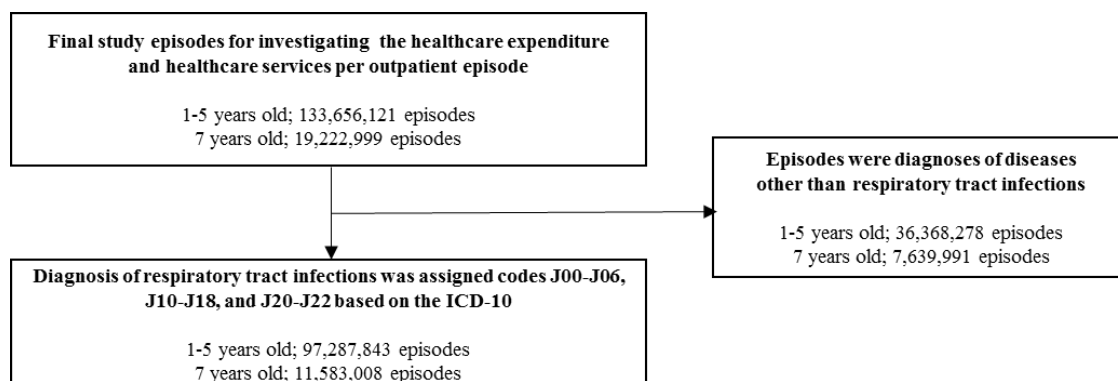 Final study episodes for investigating the healthcare expenditure
and healthcare services per outpatient episode
1-5 years old; 133,656,121 episodes
7 years old; 19,222,999 episodes
Episodes were diagnoses of diseases
other than respiratory tract infections
1-5 years old; 36,368,278 episodes
7 years old; 7,639,991 episodes
Diagnosis of respiratory tract infections was assigned codes J00-J06,
J10-J18, and J20-J22 based on the ICD-10
1-5 years old; 97,287,843 episodes
7 years old; 11,583,008 episodes